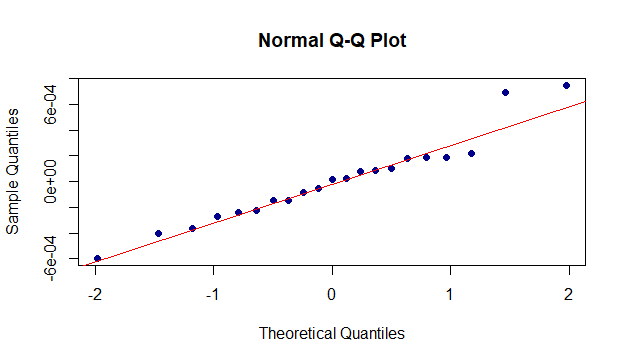 Normal Q-Q Plot
Sample Quantiles
6e-04
0e+00
-6e-04
-2
-1
0
1
2
Theoretical Quantiles